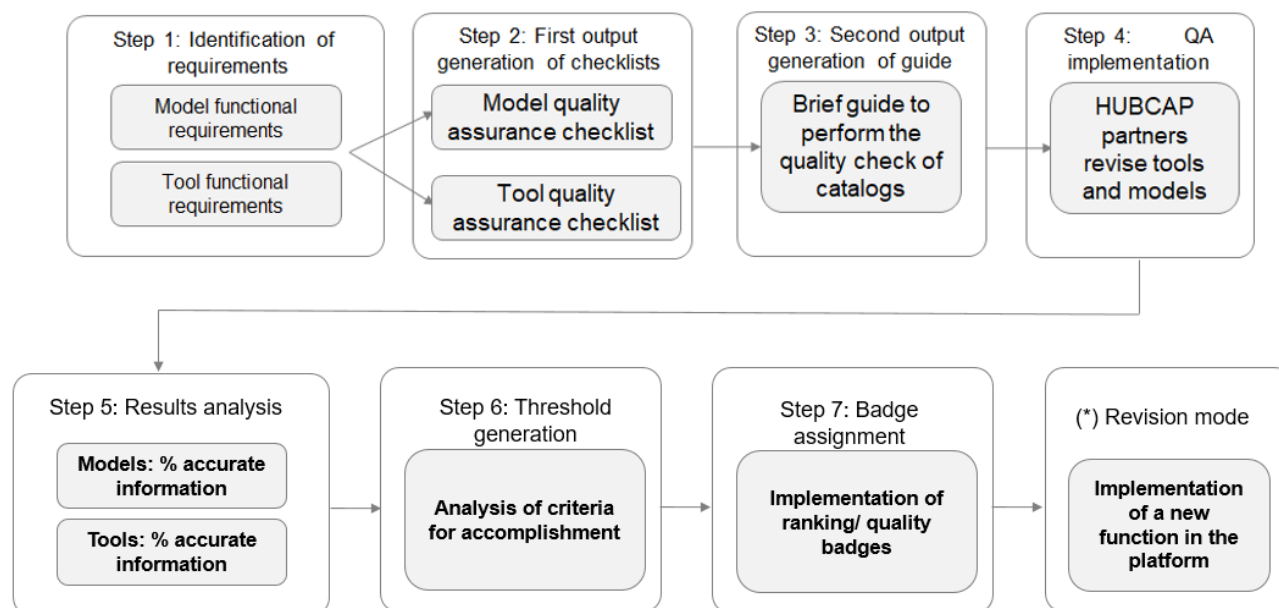 Step 1: Identification of
requirements
Model functional
requirements
Tool functional
requirements
Step 2: First output
generation of checklists
Model quality
assurance checklist
Tool quality
assurance checklist
Step 3: Second output
generation of guide
Brief guide to
perform the
quality check of
catalogs
Step 4: QA
implementation
HUBCAP
partners
revise tools
and models
Step 5: Results analysis
Models: % accurate
information
Tools: % accurate
information
Step 6: Threshold
generation
Analysis of criteria
for accomplishment
Step 7: Badge
assignment
Implementation of
ranking/ quality
badges
(*) Revision mode
Implementation
of a new
function in the
platform